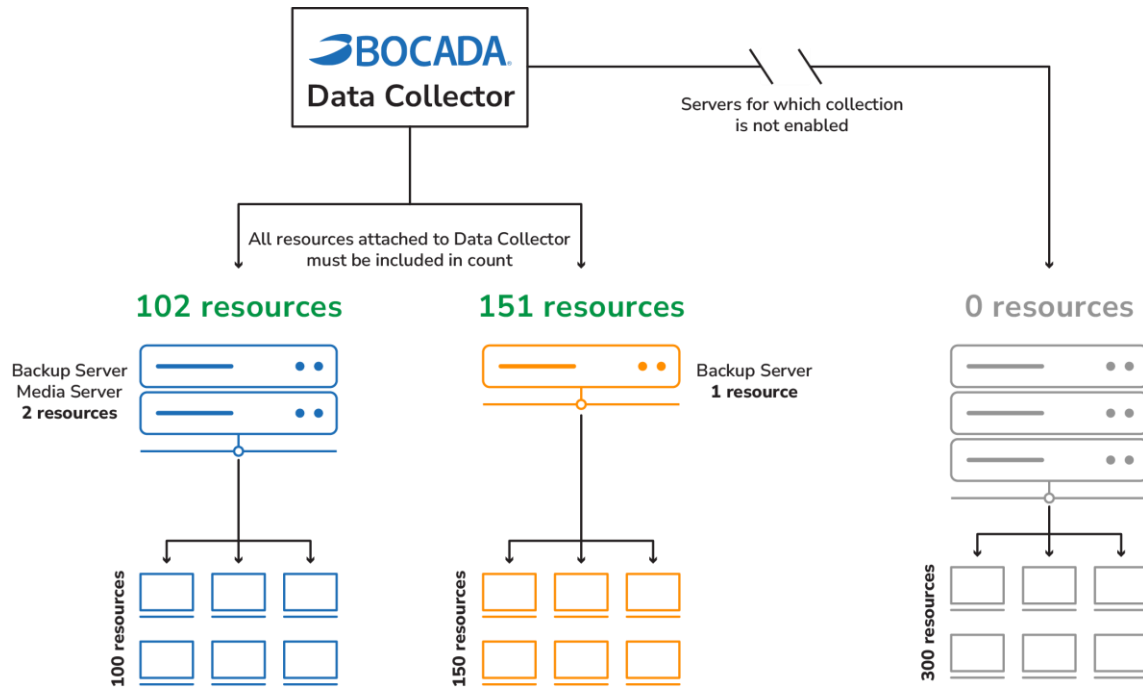 BOCADA
Data Collector
Servers for which collection
is not enabled
All resources attached to Data Collector
must be included in count
102 resources
151 resources
0 resources
Backup Server
Media Server
2 resources
Backup Server
1 resource
100 resources
150 resources
300 resources